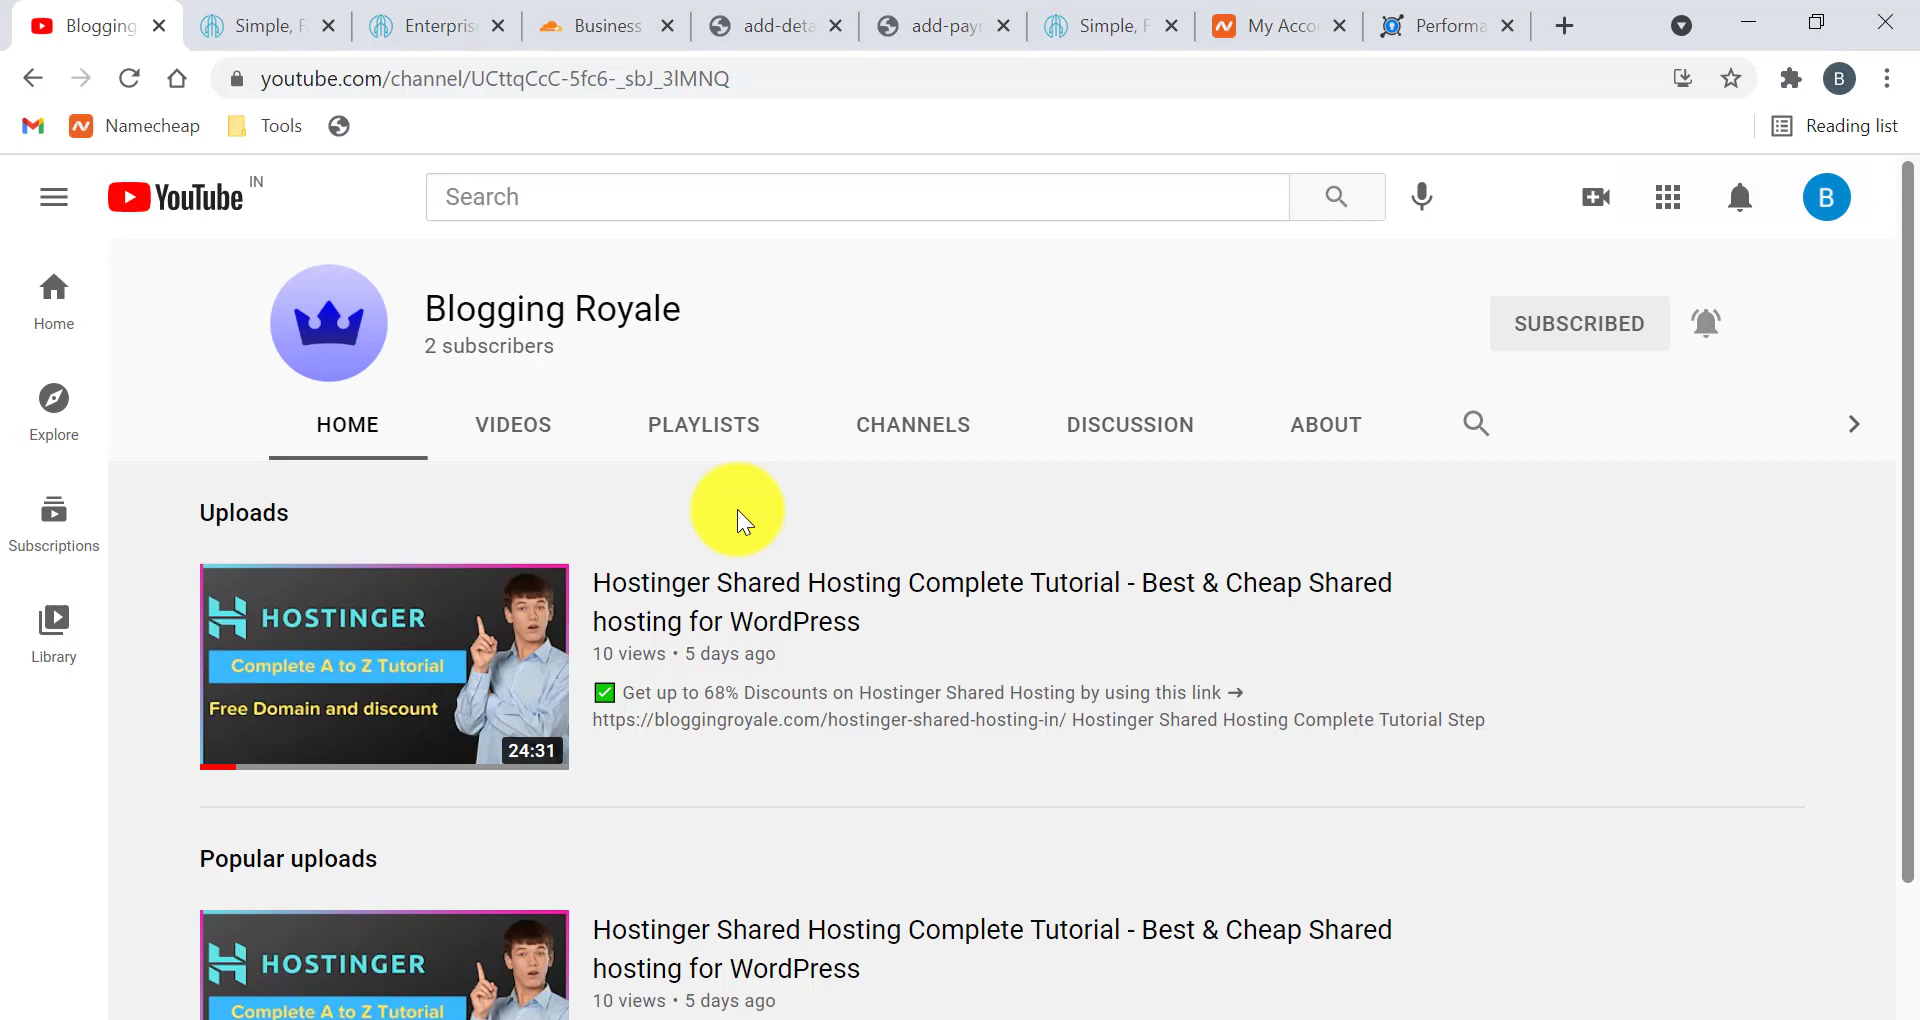 Blogging
Simple, F
Enterpris
Business
add-deta
add-payr
Simple, F
My Acco
Performa
youtube.com/channel/UCttqCcC-5fc6-_sbJ_3IMNQ
B
Namecheap
Tools
Reading list
YouTube IN
Search
B
Home
Explore
Subscriptions
Library
Blogging Royale
2 subscribers
SUBSCRIBED
HOME VIDEOS PLAYLISTS CHANNELS DISCUSSION ABOUT
Uploads
HOSTINGER
Complete A to Z Tutorial
Free Domain and discount
24:31
Hostinger Shared Hosting Complete Tutorial - Best & Cheap Shared
hosting for WordPress
10 views • 5 days ago
✅ Get up to 68% Discounts on Hostinger Shared Hosting by using this link →
https://bloggingroyale.com/hostinger-shared-hosting-in/ Hostinger Shared Hosting Complete Tutorial Step
Popular uploads
HOSTINGER
Complete A to Z Tutorial
Hostinger Shared Hosting Complete Tutorial - Best & Cheap Shared
hosting for WordPress
10 views • 5 days ago